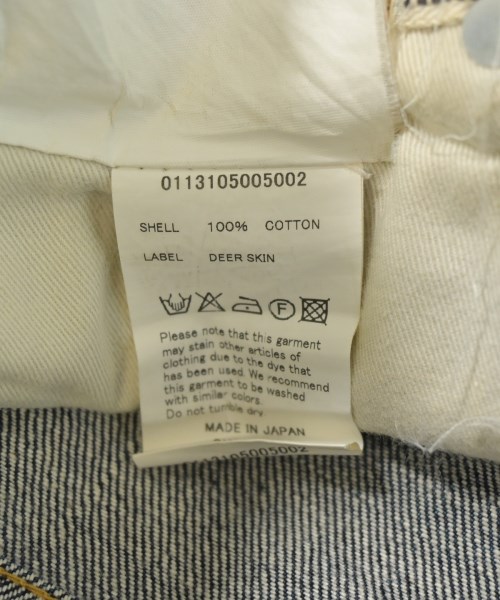 0113105005002
SHELL 100% COTTON
LABEL DEER SKIN
F
Please note that this garment
may stain other articles of
clothing due to the dye that
has been used. We recommend
this garment to be washed
with similar colors.
Do not tumble dry
MADE IN JAPAN
0113105005002